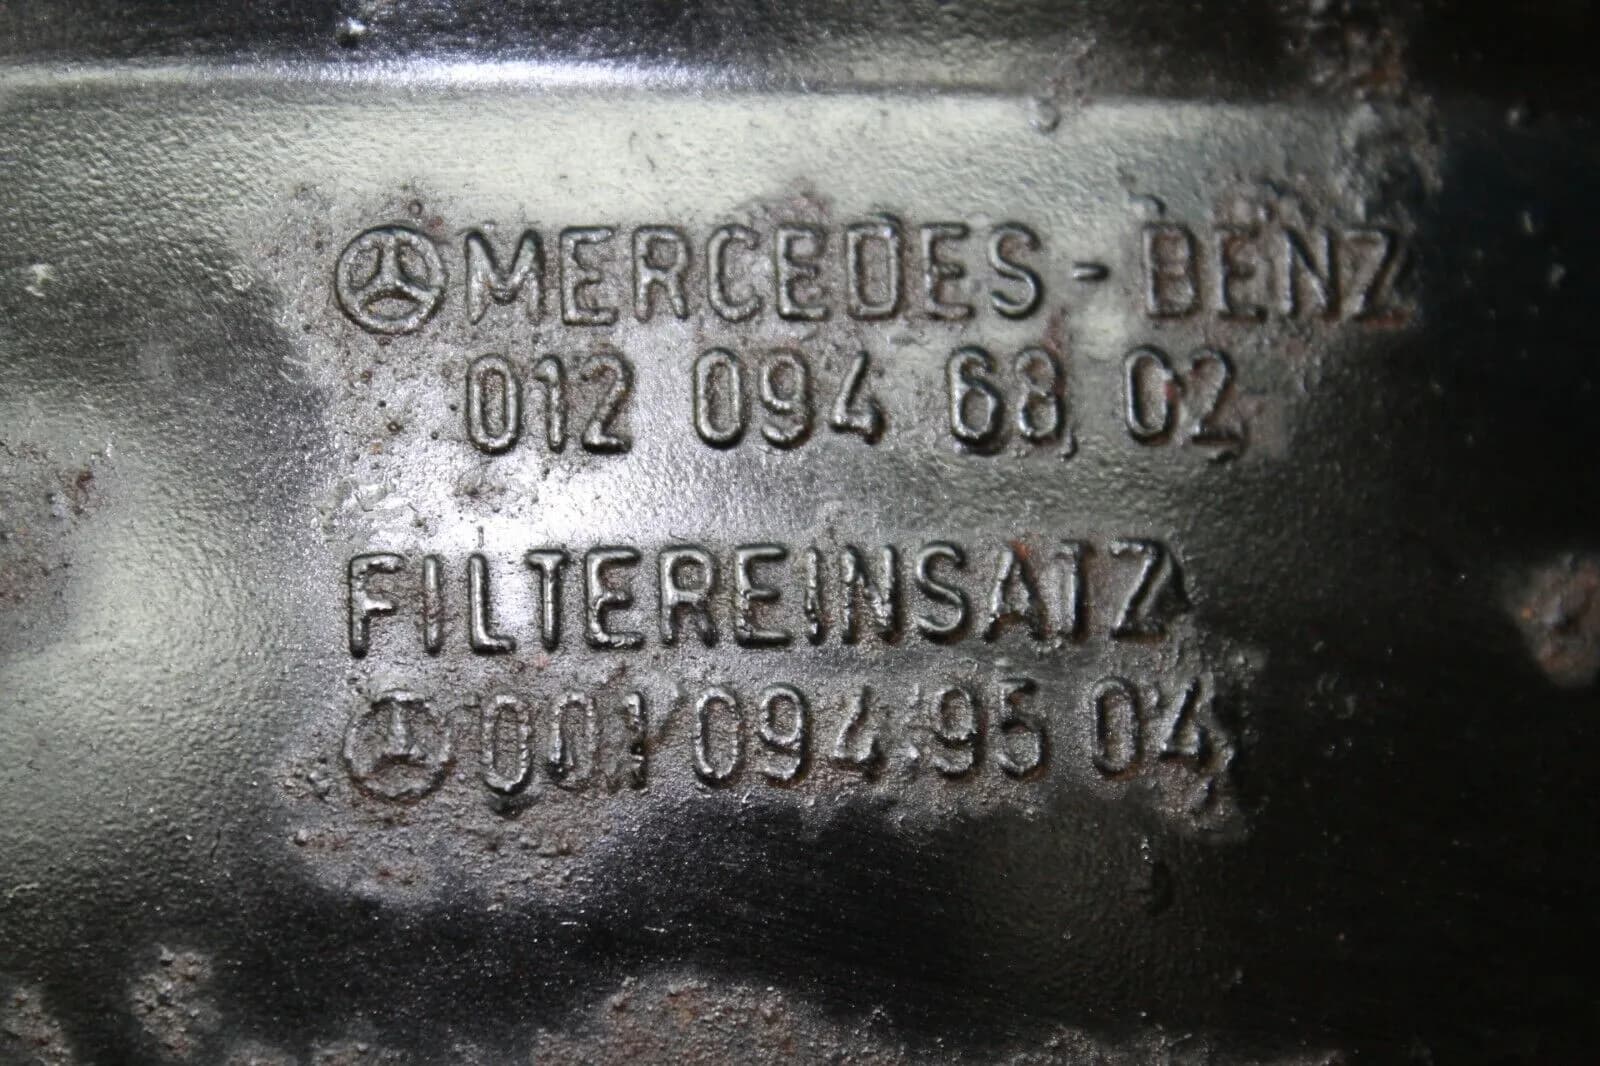 MERCEDES-BENZ
012 094 68 02
FILTEREINSATZ
001 094 95 04